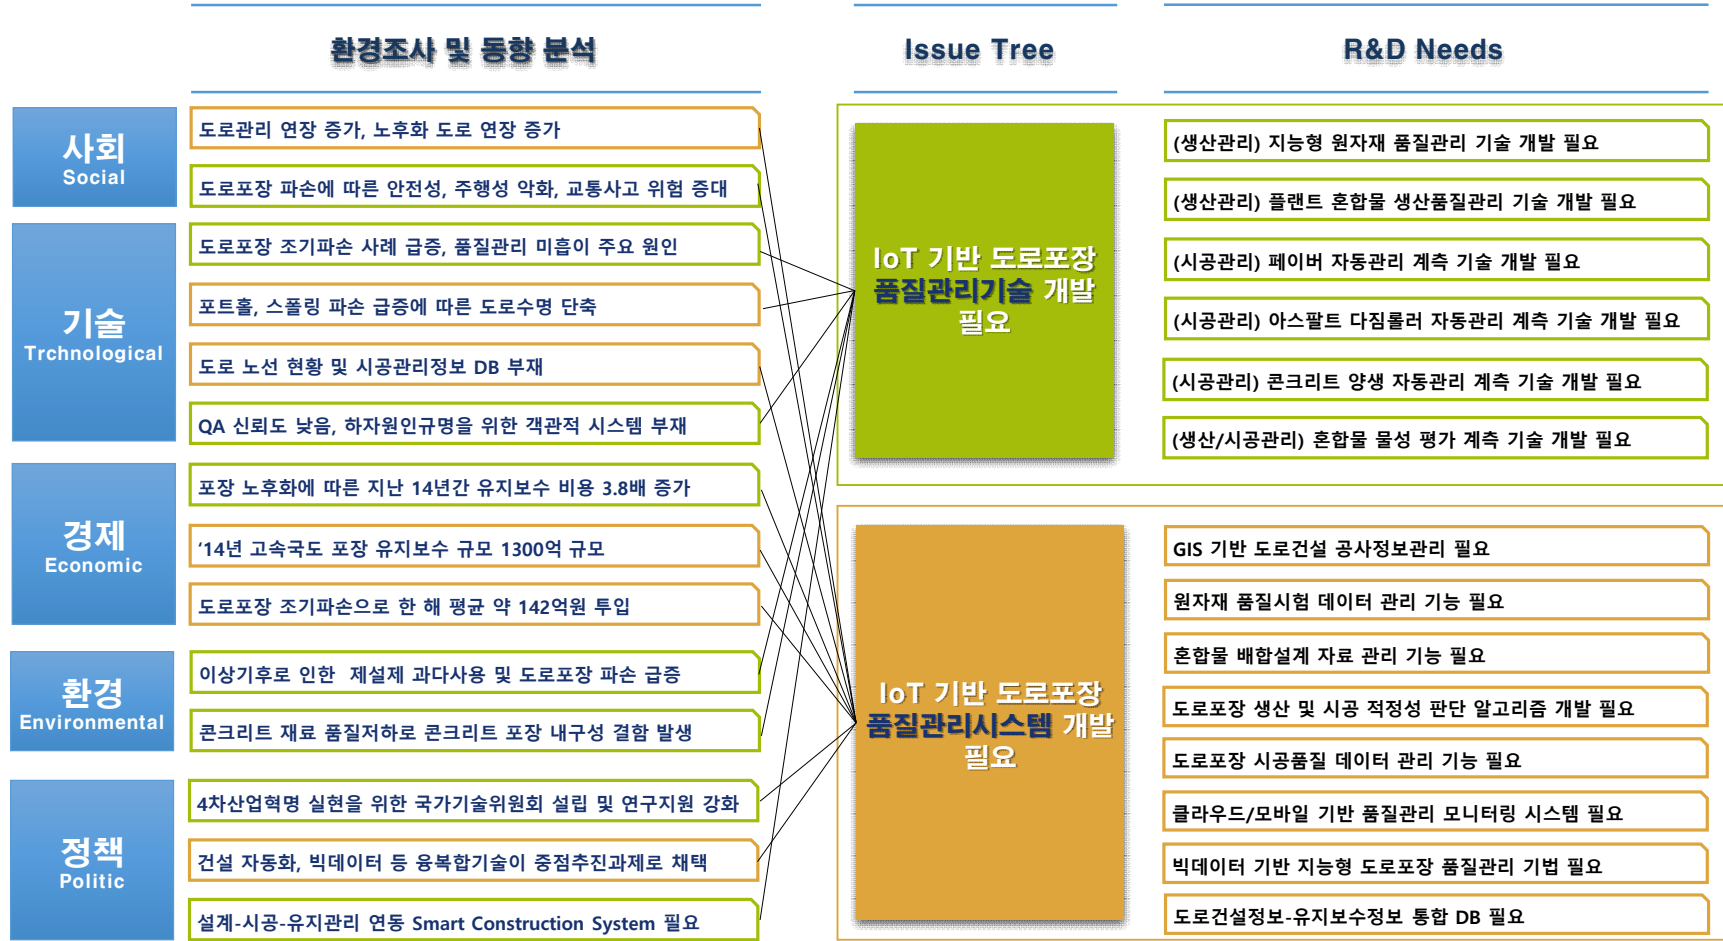 환경조사 및 동향 분석
Issue Tree
R&D Needs
사회
Social
도로관리 연장 증가, 노후화 도로 연장 증가
도로포장 파손에 따른 안전성, 주행성 악화, 교통사고 위험 증대
기술
Trchnological
도로포장 조기파손 사례 급증, 품질관리 미흡이 주요 원인
포트홀, 스폴링 파손 급증에 따른 도로수명 단축
도로 노선 현황 및 시공관리정보 DB 부재
QA 신뢰도 낮음, 하자원인규명을 위한 객관적 시스템 부재
경제
Economic
포장 노후화에 따른 지난 14년간 유지보수 비용 3.8배 증가
‘14년 고속국도 포장 유지보수 규모 1300억 규모
도로포장 조기파손으로 한 해 평균 약 142억원 투입
환경
Environmental
이상기후로 인한 제설제 과다사용 및 도로포장 파손 급증
콘크리트 재료 품질저하로 콘크리트 포장 내구성 결함 발생
정책
Politic
4차산업혁명 실현을 위한 국가기술위원회 설립 및 연구지원 강화
건설 자동화, 빅데이터 등 융복합기술이 중점추진과제로 채택
설계-시공-유지관리 연동 Smart Construction System 필요
IoT 기반 도로포장
품질관리기술 개발
필요
(생산관리) 지능형 원자재 품질관리 기술 개발 필요
(생산관리) 플랜트 혼합물 생산품질관리 기술 개발 필요
(시공관리) 페이버 자동관리 계측 기술 개발 필요
(시공관리) 아스팔트 다짐롤러 자동관리 계측 기술 개발 필요
(시공관리) 콘크리트 양생 자동관리 계측 기술 개발 필요
(생산/시공관리) 혼합물 물성 평가 계측 기술 개발 필요
IoT 기반 도로포장
품질관리시스템 개발
필요
GIS 기반 도로건설 공사정보관리 필요
원자재 품질시험 데이터 관리 기능 필요
혼합물 배합설계 자료 관리 기능 필요
도로포장 생산 및 시공 적정성 판단 알고리즘 개발 필요
도로포장 시공품질 데이터 관리 기능 필요
클라우드/모바일 기반 품질관리 모니터링 시스템 필요
빅데이터 기반 지능형 도로포장 품질관리 기법 필요
도로건설정보-유지보수정보 통합 DB 필요